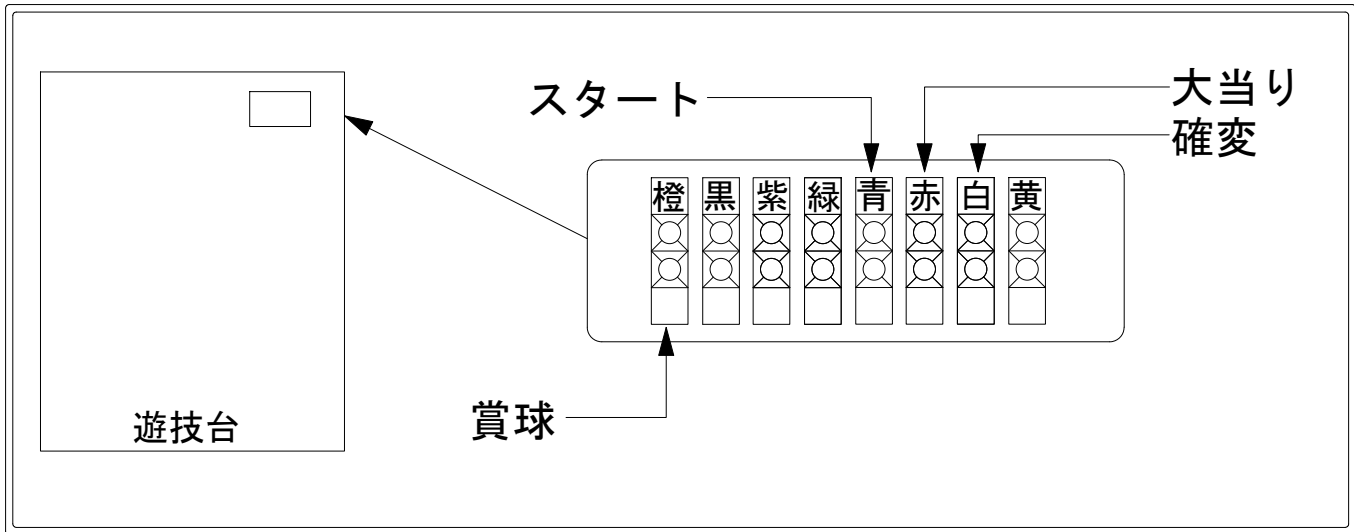 大当り
スタート
確変
橙 黒 紫 緑 青 赤 白 黄
賞球
遊技台